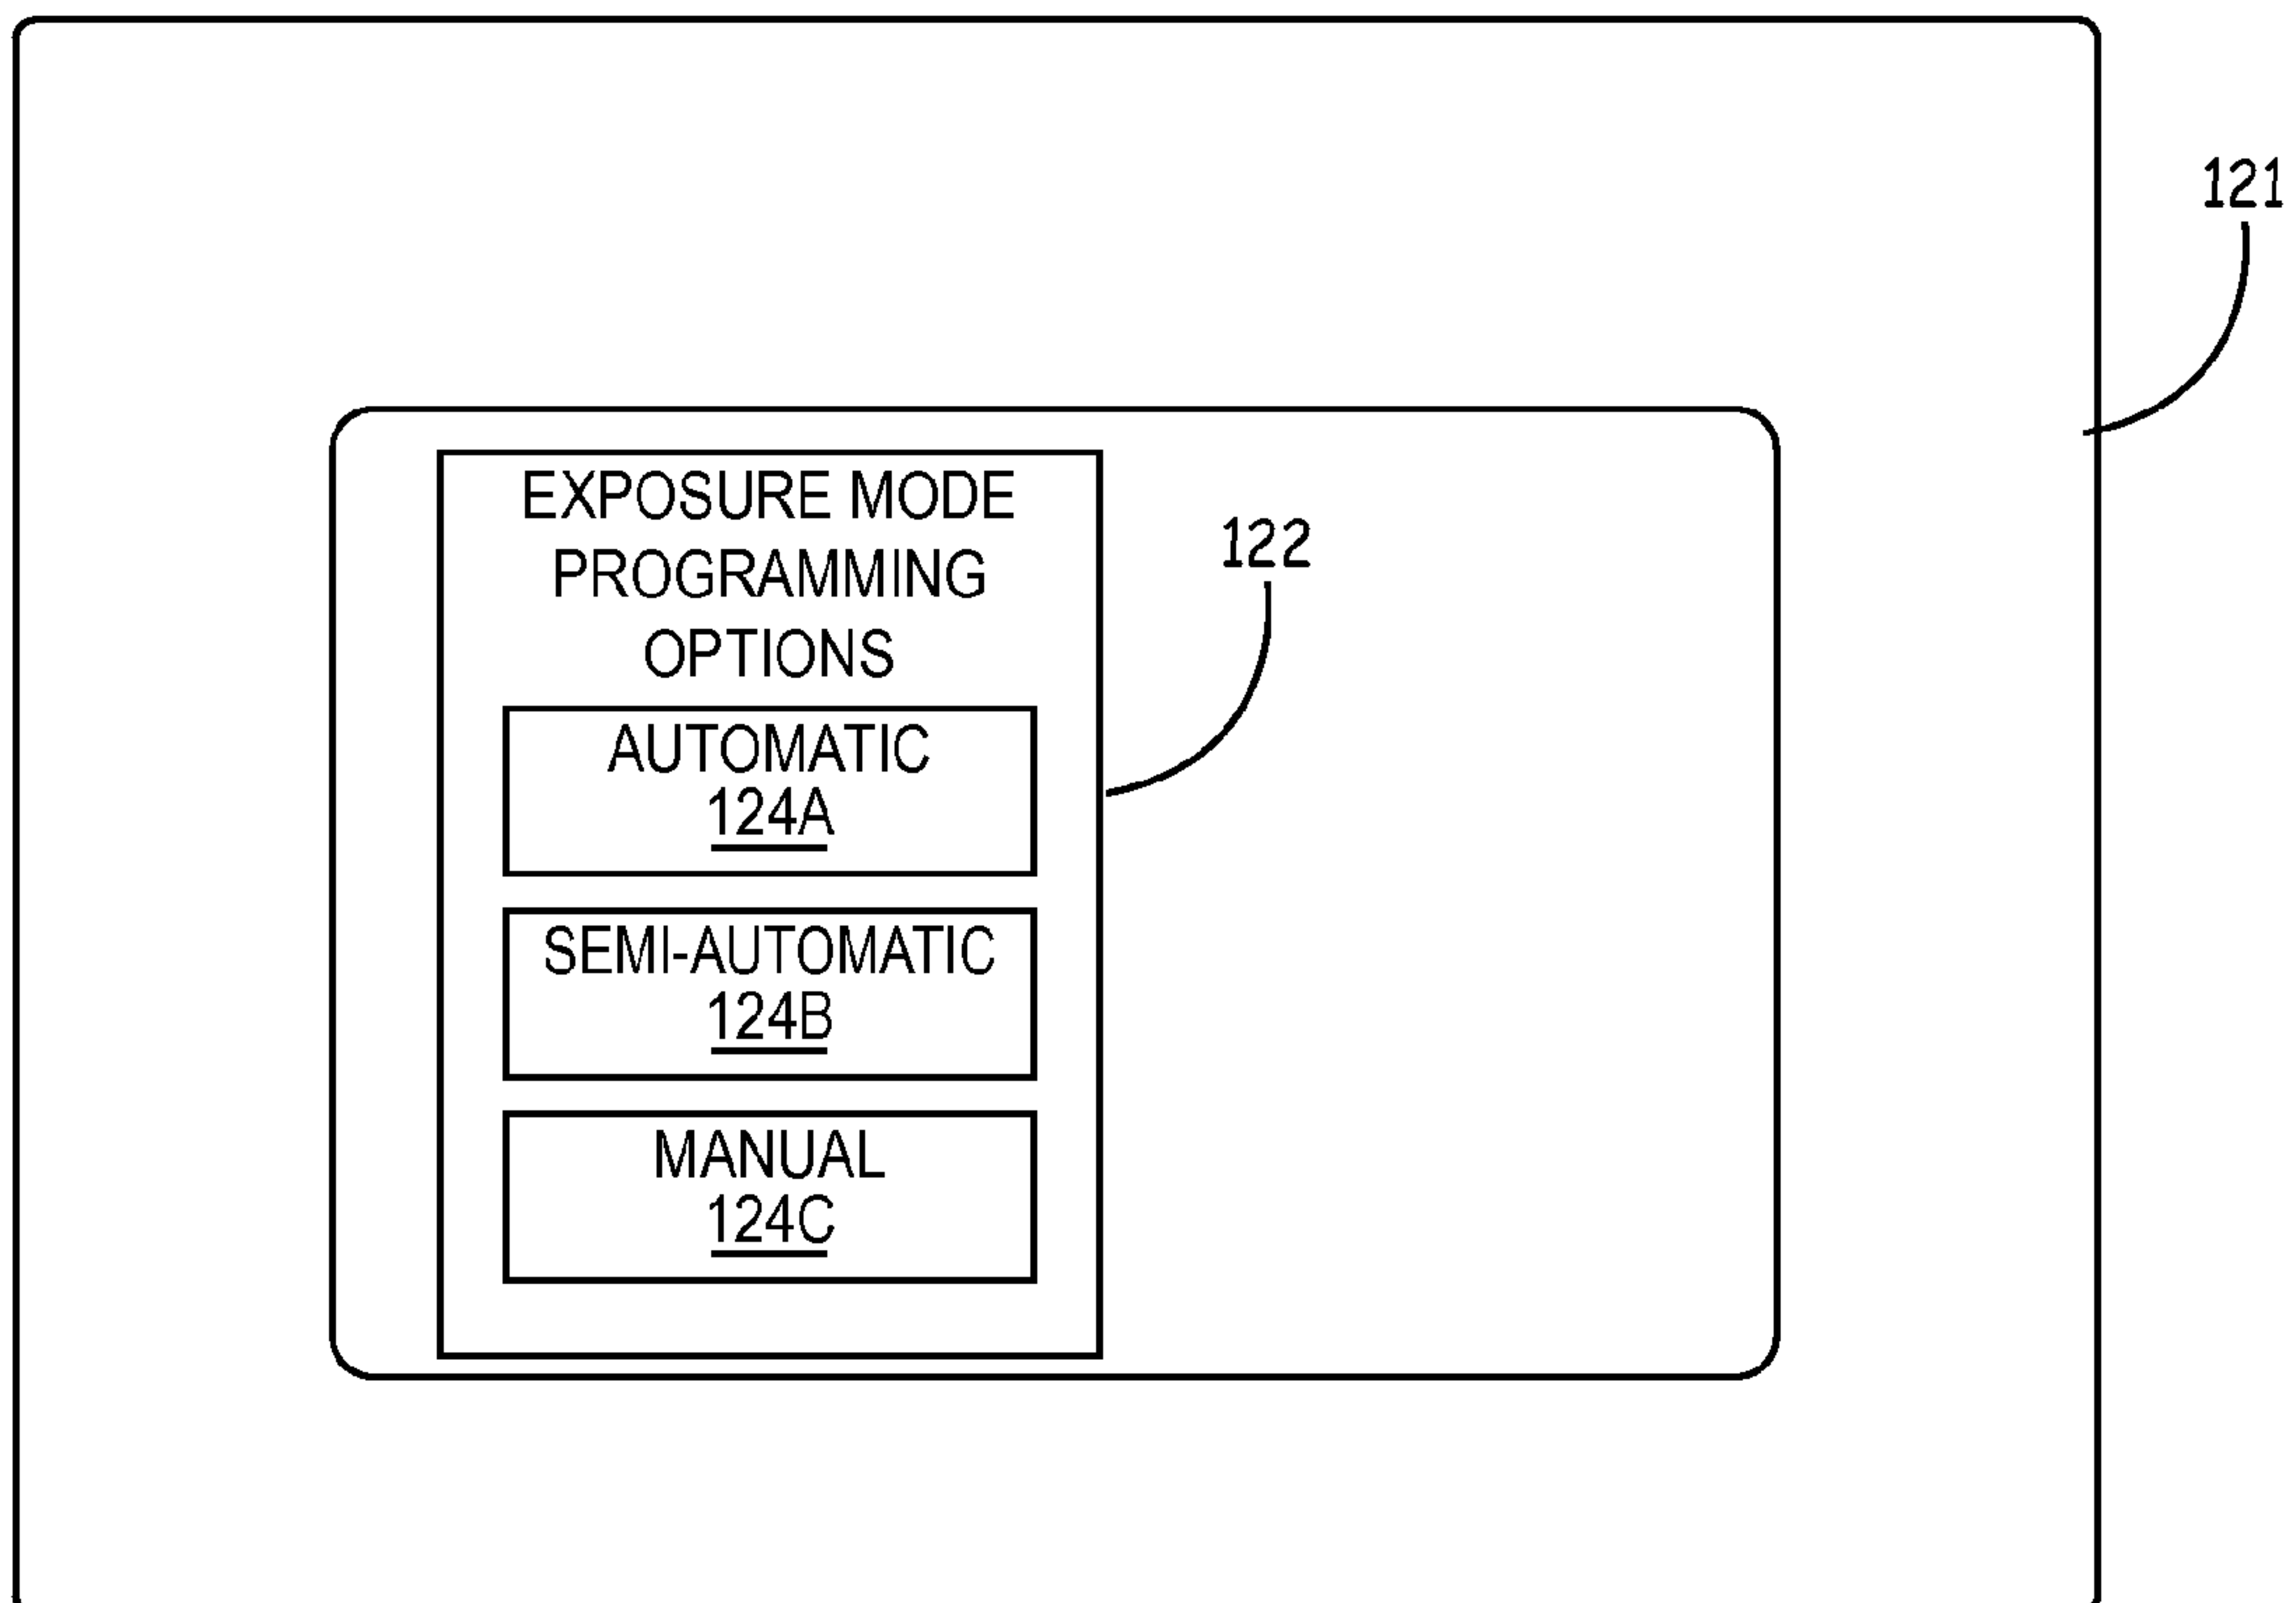 121
EXPOSURE MODE
PROGRAMMING
OPTIONS
122
AUTOMATIC
124A
SEMI-AUTOMATIC
124B
MANUAL
124C